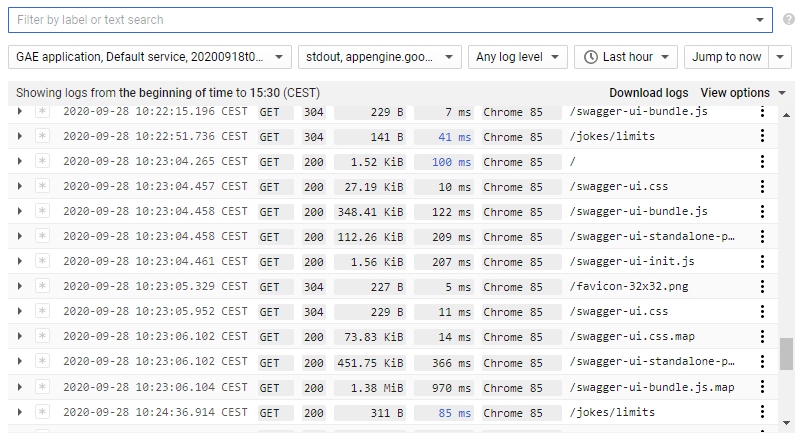 Filter by label or text search
GAE application, Default service, 20200918t0... stdout, appengine.goo... Any log level Last hour Jump to now
Showing logs from the beginning of time to 15:30 (CEST) Download logs View options
2020-09-28 10:22:15.196 CEST GET 304 229 B 7 ms Chrome 85 /swagger-ui-bundle.js
2020-09-28 10:22:51.736 CEST GET 304 141 B 41 ms Chrome 85 /jokes/limits
2020-09-28 10:23:04.265 CEST GET 200 1.52 KiB 100 ms Chrome 85 /
2020-09-28 10:23:04.457 CEST GET 200 27.19 KiB 10 ms Chrome 85 /swagger-ui.css
2020-09-28 10:23:04.458 CEST GET 200 348.41 KiB 122 ms Chrome 85 /swagger-ui-bundle.js
2020-09-28 10:23:04.458 CEST GET 200 112.26 KiB 209 ms Chrome 85 /swagger-ui-standalone-p...
2020-09-28 10:23:04.461 CEST GET 200 1.56 KiB 207 ms Chrome 85 /swagger-ui-init.js
2020-09-28 10:23:05.329 CEST GET 304 227 B 5 ms Chrome 85 /favicon-32x32.png
2020-09-28 10:23:05.952 CEST GET 304 229 B 11 ms Chrome 85 /swagger-ui.css
2020-09-28 10:23:06.102 CEST GET 200 73.83 KiB 14 ms Chrome 85 /swagger-ui.css.map
2020-09-28 10:23:06.102 CEST GET 200 451.75 KiB 366 ms Chrome 85 /swagger-ui-standalone-p...
2020-09-28 10:23:06.104 CEST GET 200 1.38 MiB 970 ms Chrome 85 /swagger-ui-bundle.js.map
2020-09-28 10:24:36.914 CEST GET 200 311 B 85 ms Chrome 85 /jokes/limits